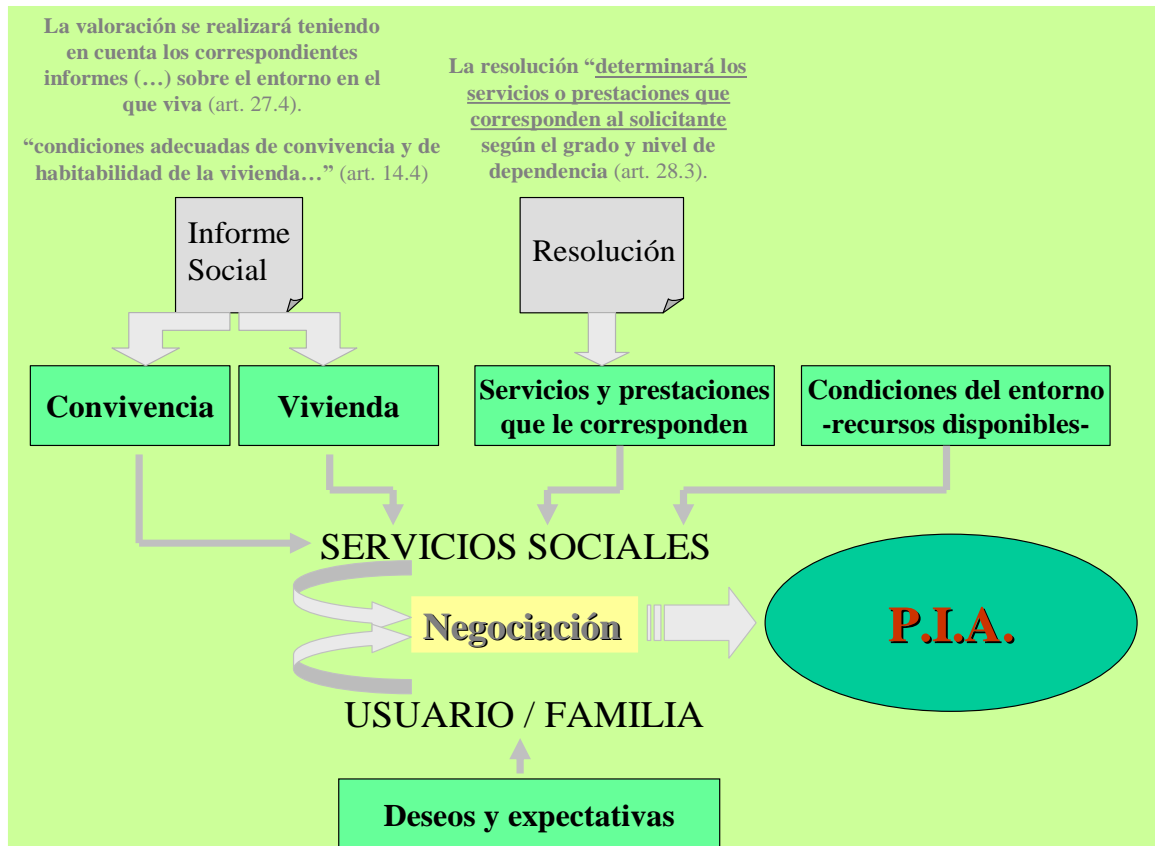 La valoración se realizará teniendo
en cuenta los correspondientes
informes (…) sobre el entorno en el
que viva (art. 27.4).
“condiciones adecuadas de convivencia y de
habitabilidad de la vivienda…” (art. 14.4)
La resolución “determinará los
servicios o prestaciones que
corresponden al solicitante
según el grado y nivel de
dependencia (art. 28.3).
Informe
Social
Resolución
Convivencia
Vivienda
Servicios y prestaciones
que le corresponden
Condiciones del entorno
-recursos disponibles-
SERVICIOS SOCIALES
Negociación
P.I.A.
USUARIO / FAMILIA
Deseos y expectativas